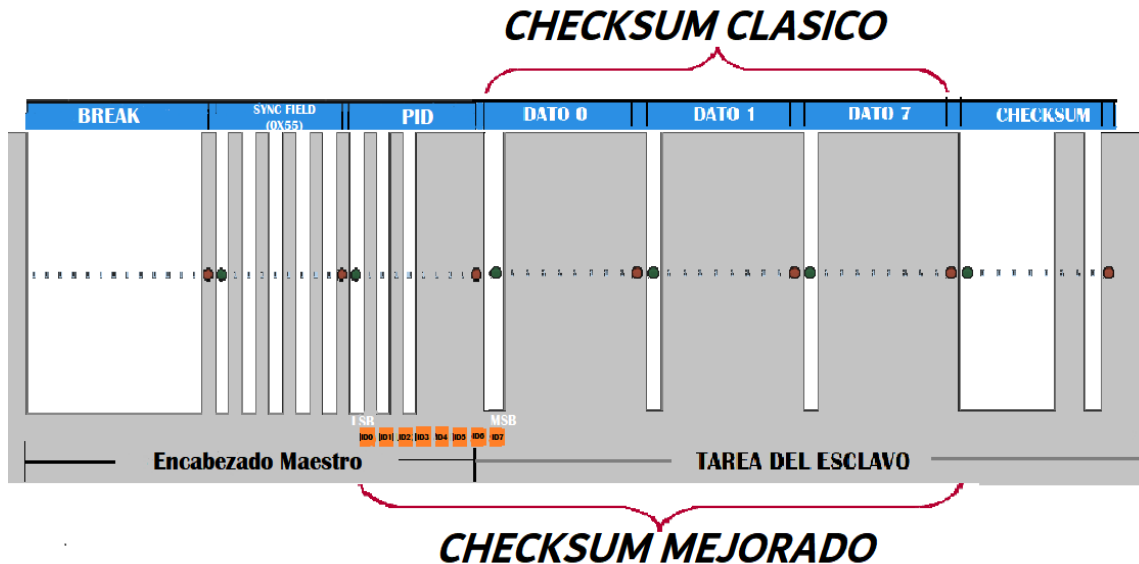 CHECKSUM CLASICO
BREAK
SYNC FIELD
(0X55)
PID
DATO 0
DATO 1
DATO 7
CHECKSUM
LSB
MSB
ID0 ID1 ID2 ID3 ID4 ID5 ID6 ID7
Encabezado Maestro
TAREA DEL ESCLAVO
CHECKSUM MEJORADO